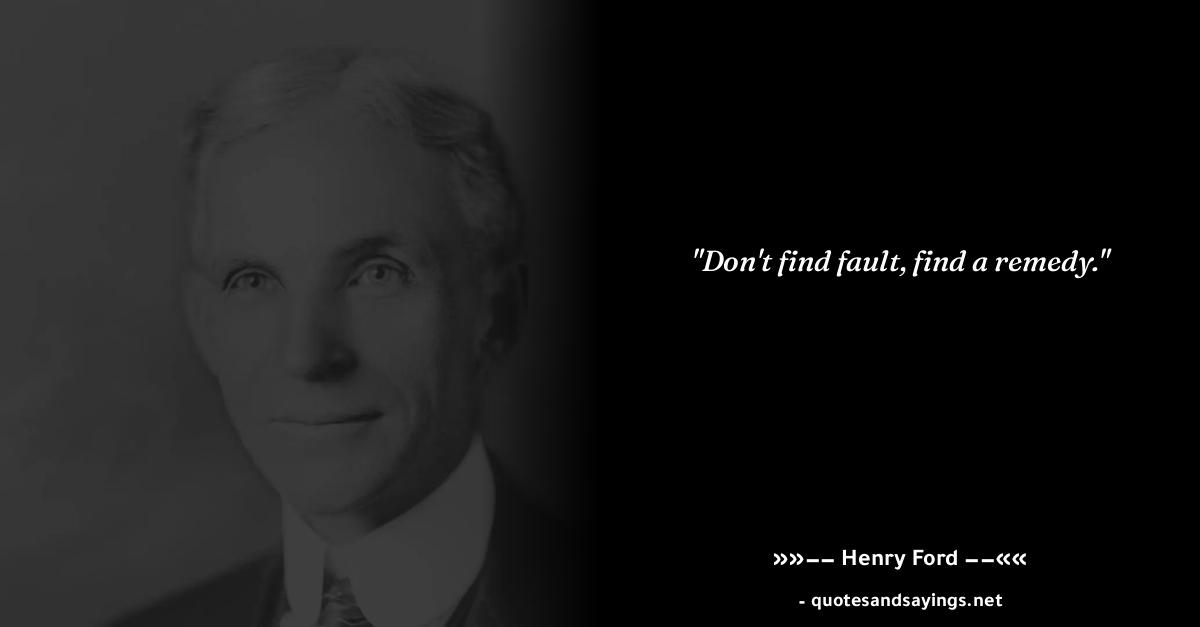 "Don't find fault, find a remedy."
»»−− Henry Ford −−««
- quotesandsayings.net